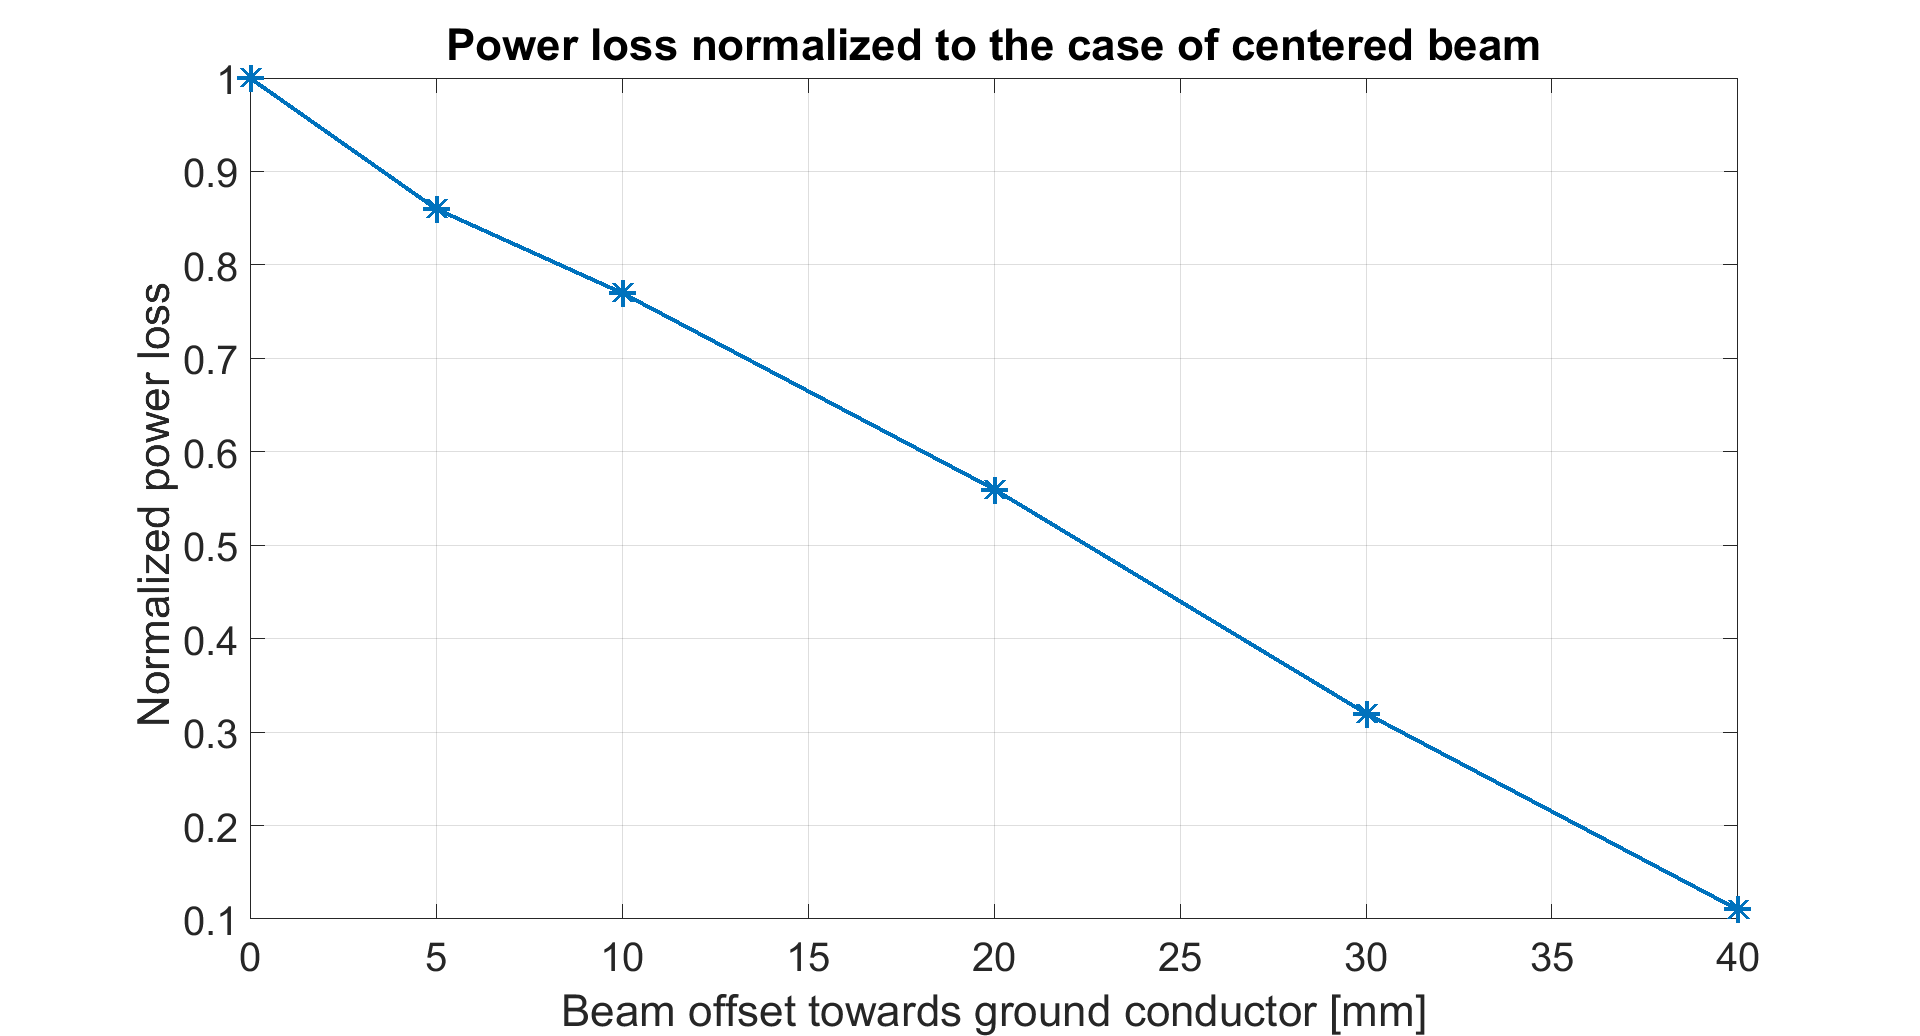 Power loss normalized to the case of centered beam
Normalized power loss
1
0.9
0.8
0.7
0.6
0.5
0.4
0.3
0.2
0.1
0 5 10 15 20 25 30 35 40
Beam offset towards ground conductor [mm]